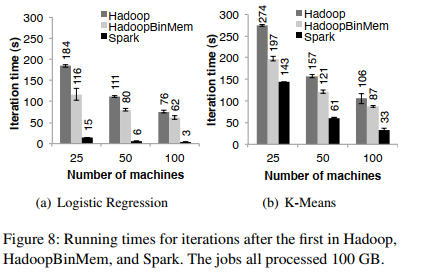 300
250
200
150
100
50
0
Iteration time (s)
Hadoop
HadoopBinMem
Spark
184
116
15
111
80
6
76
62
3
25 50 100
Number of machines
(a) Logistic Regression
300
250
200
150
100
50
0
Iteration time (s)
Hadoop
HadoopBinMem
Spark
274
197
143
157
121
61
106
87
33
25 50 100
Number of machines
(b) K-Means
Figure 8: Running times for iterations after the first in Hadoop,
HadoopBinMem, and Spark. The jobs all processed 100 GB.